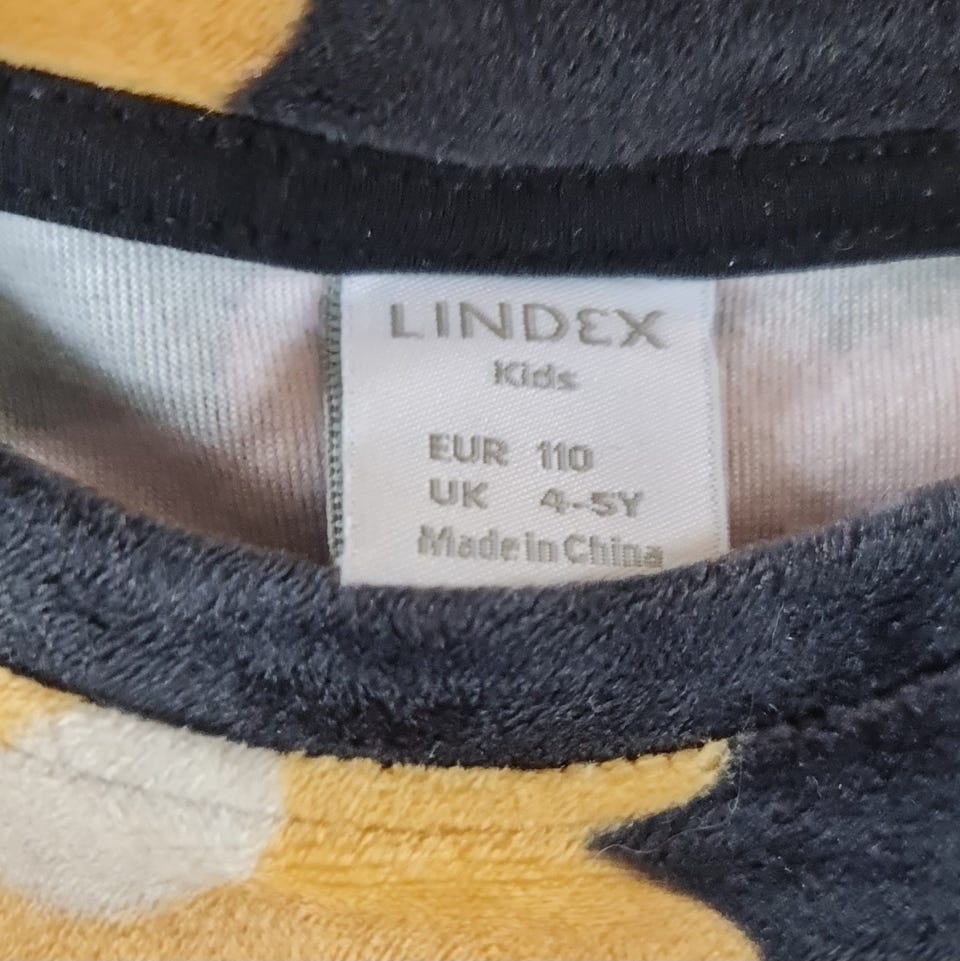 LINDEX
Kids
EUR 110
UK 4-5Y
Made in China